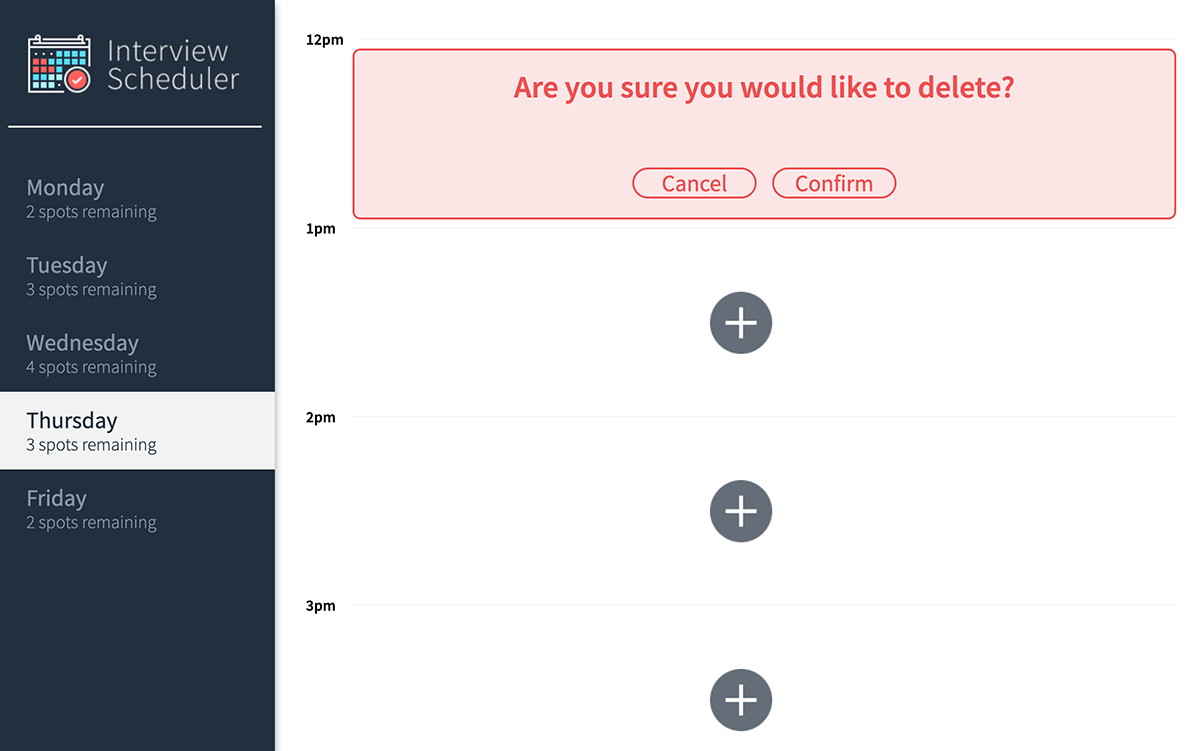 Interview
Scheduler
Monday
2 spots remaining
Tuesday
3 spots remaining
Wednesday
4 spots remaining
Thursday
3 spots remaining
Friday
2 spots remaining
12pm
Are you sure you would like to delete?
Cancel Confirm
1pm
2pm
3pm